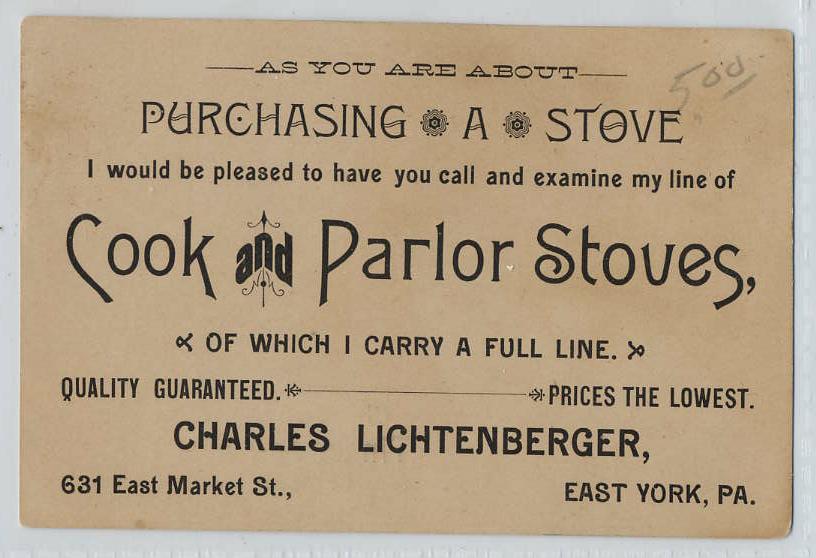 AS YOU ARE ABOUT
500
PURCHASING A STOVE
I would be pleased to have you call and examine my line of
Cook and Parlor Stoves,
OF WHICH I CARRY A FULL LINE.
QUALITY GUARANTEED. PRICES THE LOWEST.
CHARLES LICHTENBERGER,
631 East Market St., EAST YORK, PA.